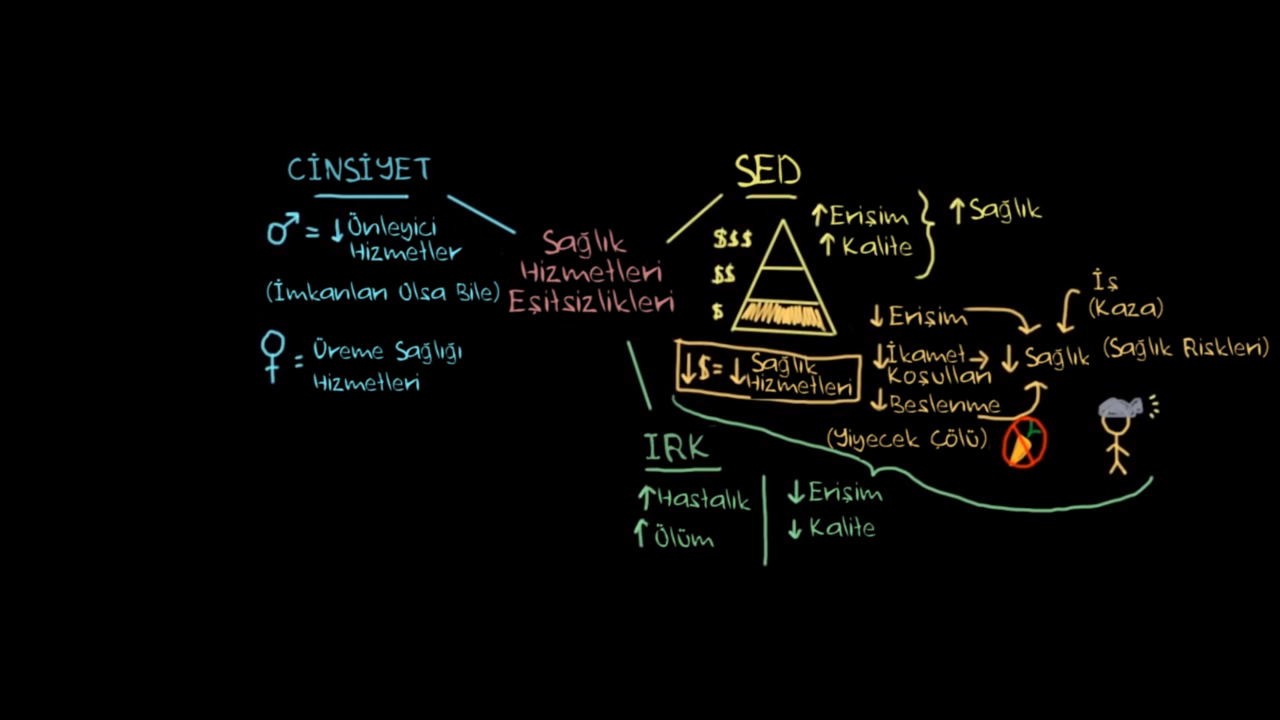 CİNSİYET
♂ = ↓ Ünleyici
Hizmetler
(İmkanları Olsa Bile)
♀ = Üreme Sağlığı
Hizmetleri
Sağlık
Hizmetleri
Eşitsizlikleri
SED
$$$
$$
$
↑ Erişim
↑ Kalite
↑ Sağlık
↓$ = ↓ Sağlık
Hizmetleri
↓ Erişim
↓ İkamet → ↓ Sağlık (Sağlık Riskleri)
Koşulları
↓ Beslenme
(Yiyecek Çölü)
İş
(Kaza)
IRK
↑ Hastalık
↑ Ölüm
↓ Erişim
↓ Kalite